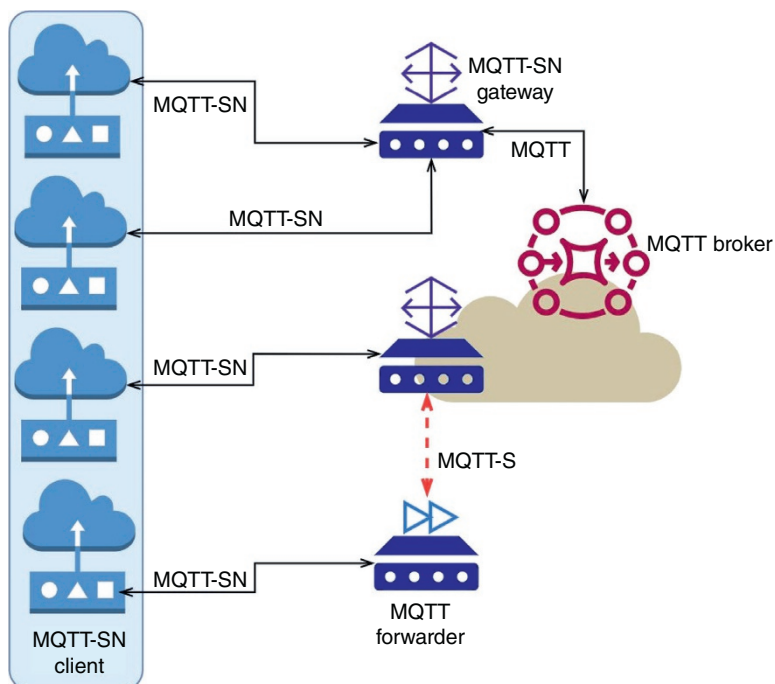 MQTT-SN
gateway
MQTT-SN
MQTT
MQTT-SN
MQTT broker
MQTT-SN
MQTT-S
MQTT-SN
MQTT
forwarder
MQTT-SN
client